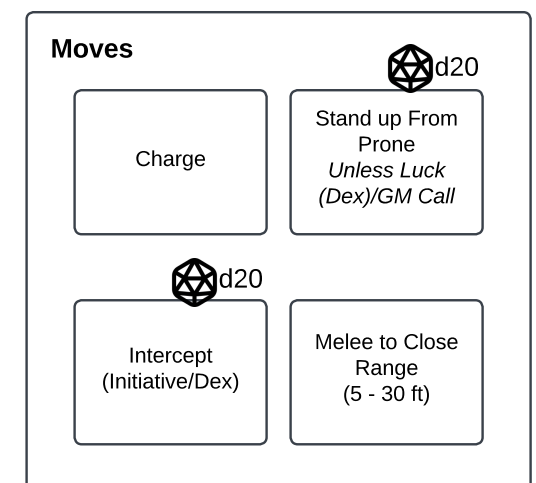 Moves
d20
Charge
Stand up From
Prone
Unless Luck
(Dex)/GM Call
d20
Intercept
(Initiative/Dex)
Melee to Close
Range
(5 - 30 ft)